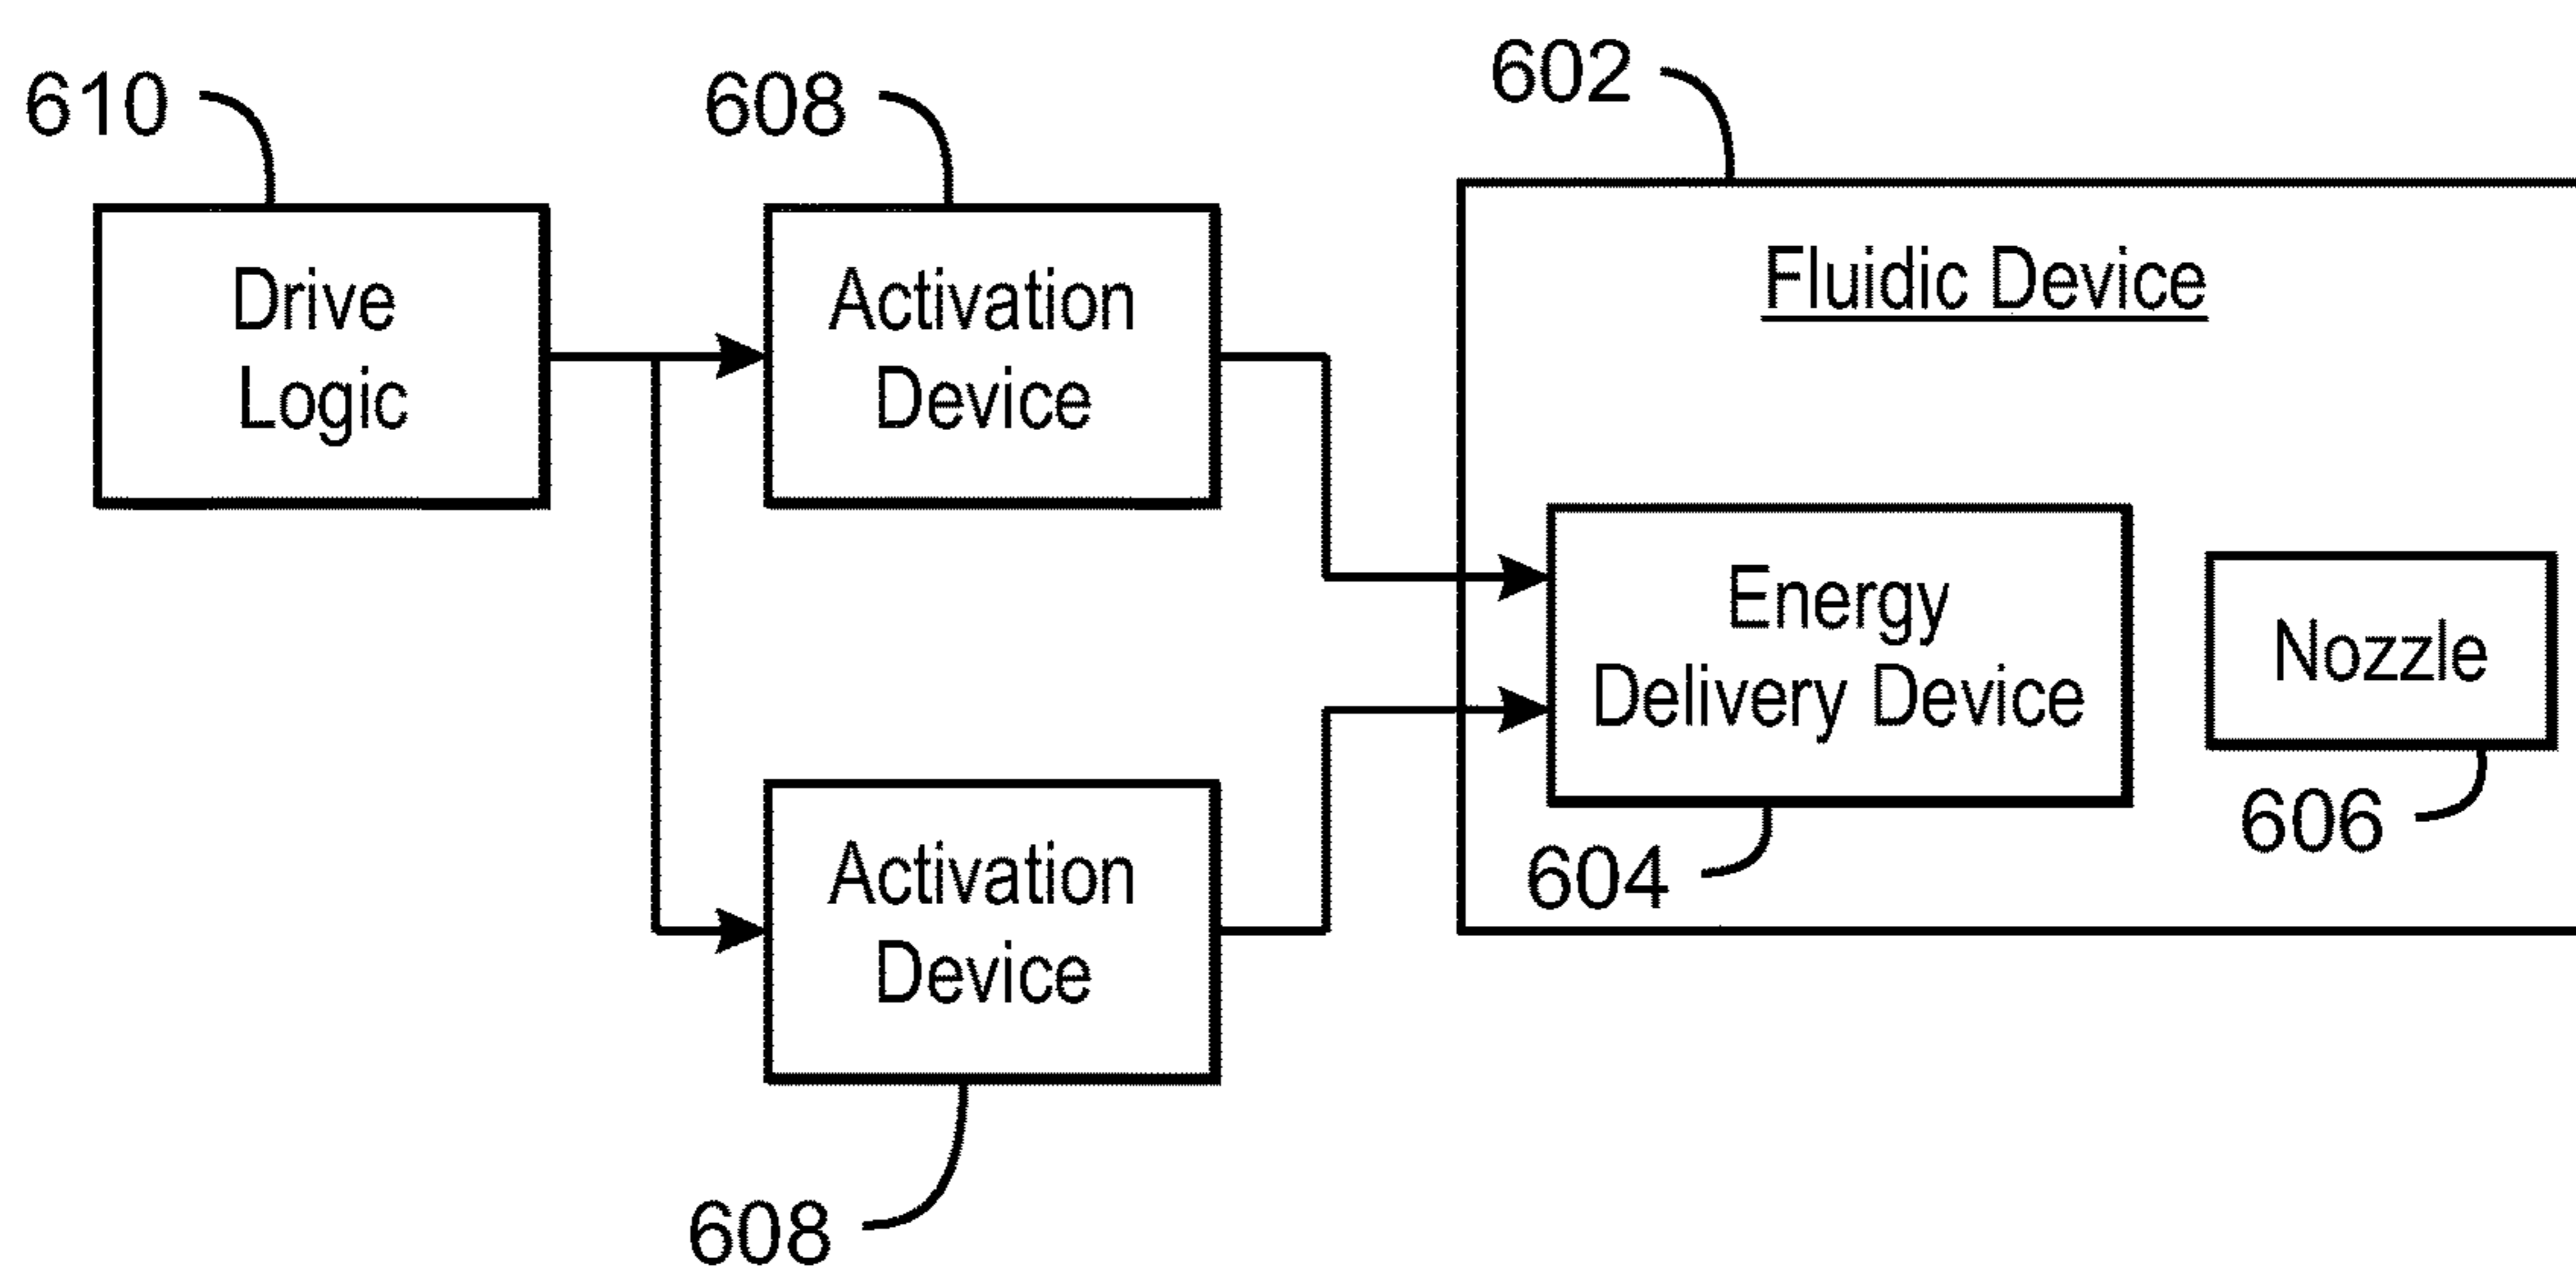 610
608
602
Drive
Logic
Activation
Device
Fluidic Device
Energy
Delivery Device
Nozzle
606
604
Activation
Device
608